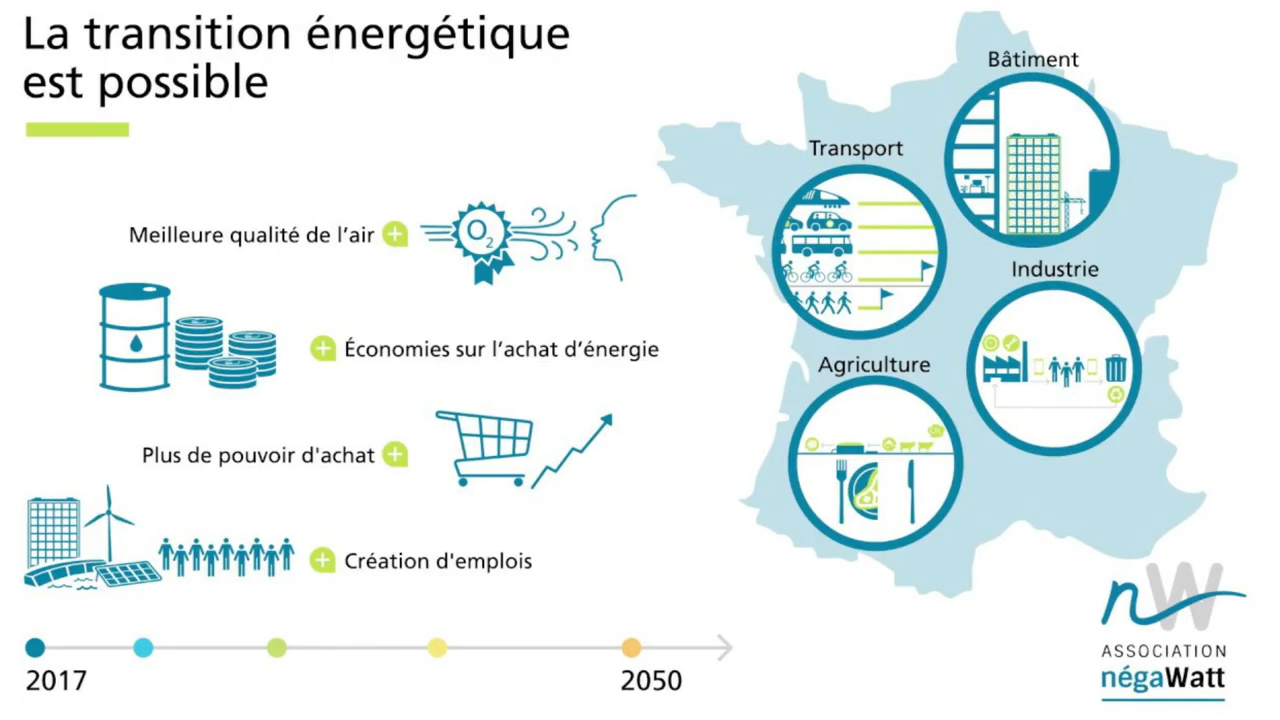 La transition énergétique
est possible
Meilleure qualité de l’air
O2
Économies sur l’achat d’énergie
Plus de pouvoir d'achat
Création d'emplois
2017
2050
Bâtiment
Transport
Industrie
Agriculture
nW
ASSOCIATION
négaWatt